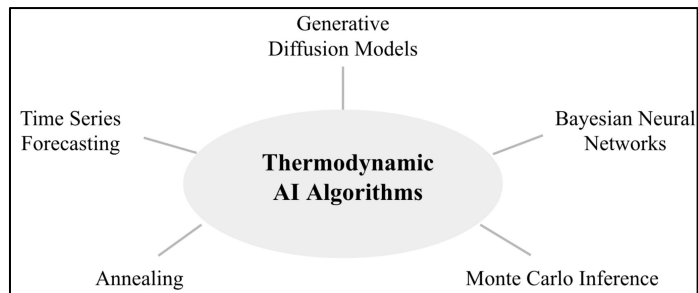 Generative
Diffusion Models
Time Series
Forecasting
Bayesian Neural
Networks
Thermodynamic
AI Algorithms
Annealing
Monte Carlo Inference